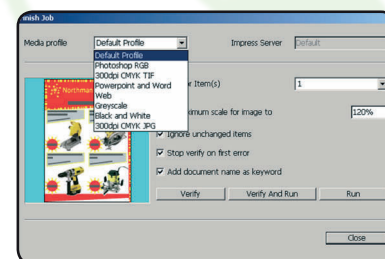 inish Job
Media profile Default Profile Impress Server Default
Default Profile
Photoshop RGB
300dpi CMYK TIF
Powerpoint and Word
Web
Greyscale
Black and White
300dpi CMYK JPG
Northman
r Item(s) 1
ximum scale for image to 120%
Ignore unchanged items
Stop verify on first error
Add document name as keyword
Verify Verify And Run Run
Close